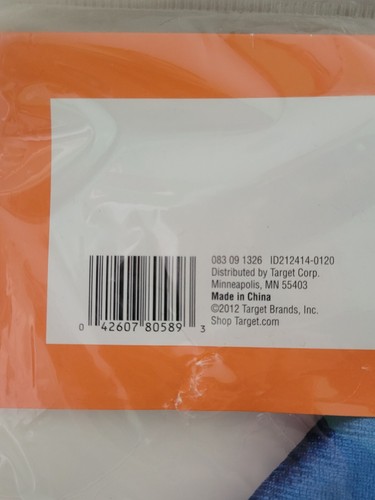 083 09 1326 ID212414-0120
Distributed by Target Corp.
Minneapolis, MN 55403
Made in China
©2012 Target Brands, Inc.
Shop Target.com
0 42607 80589 3